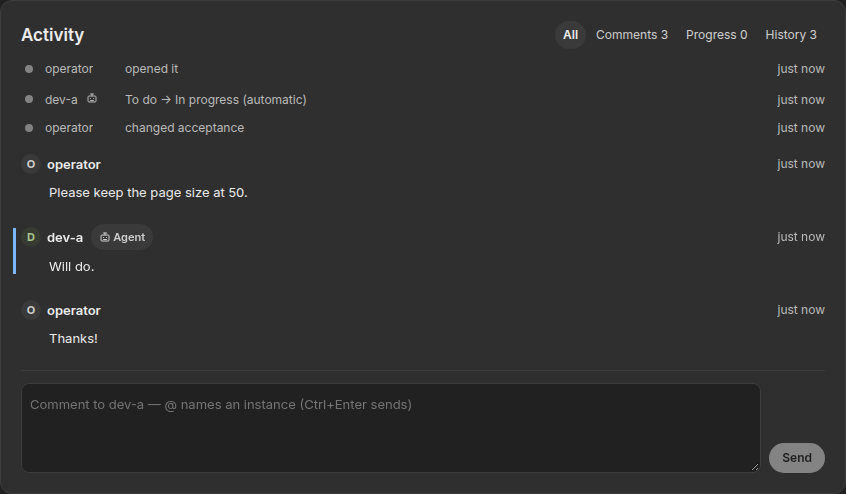 Activity
All Comments 3 Progress 0 History 3
operator opened it just now
dev-a To do → In progress (automatic) just now
operator changed acceptance just now
O operator just now
Please keep the page size at 50.
D dev-a Agent just now
Will do.
O operator just now
Thanks!
Comment to dev-a — @ names an instance (Ctrl+Enter sends)
Send